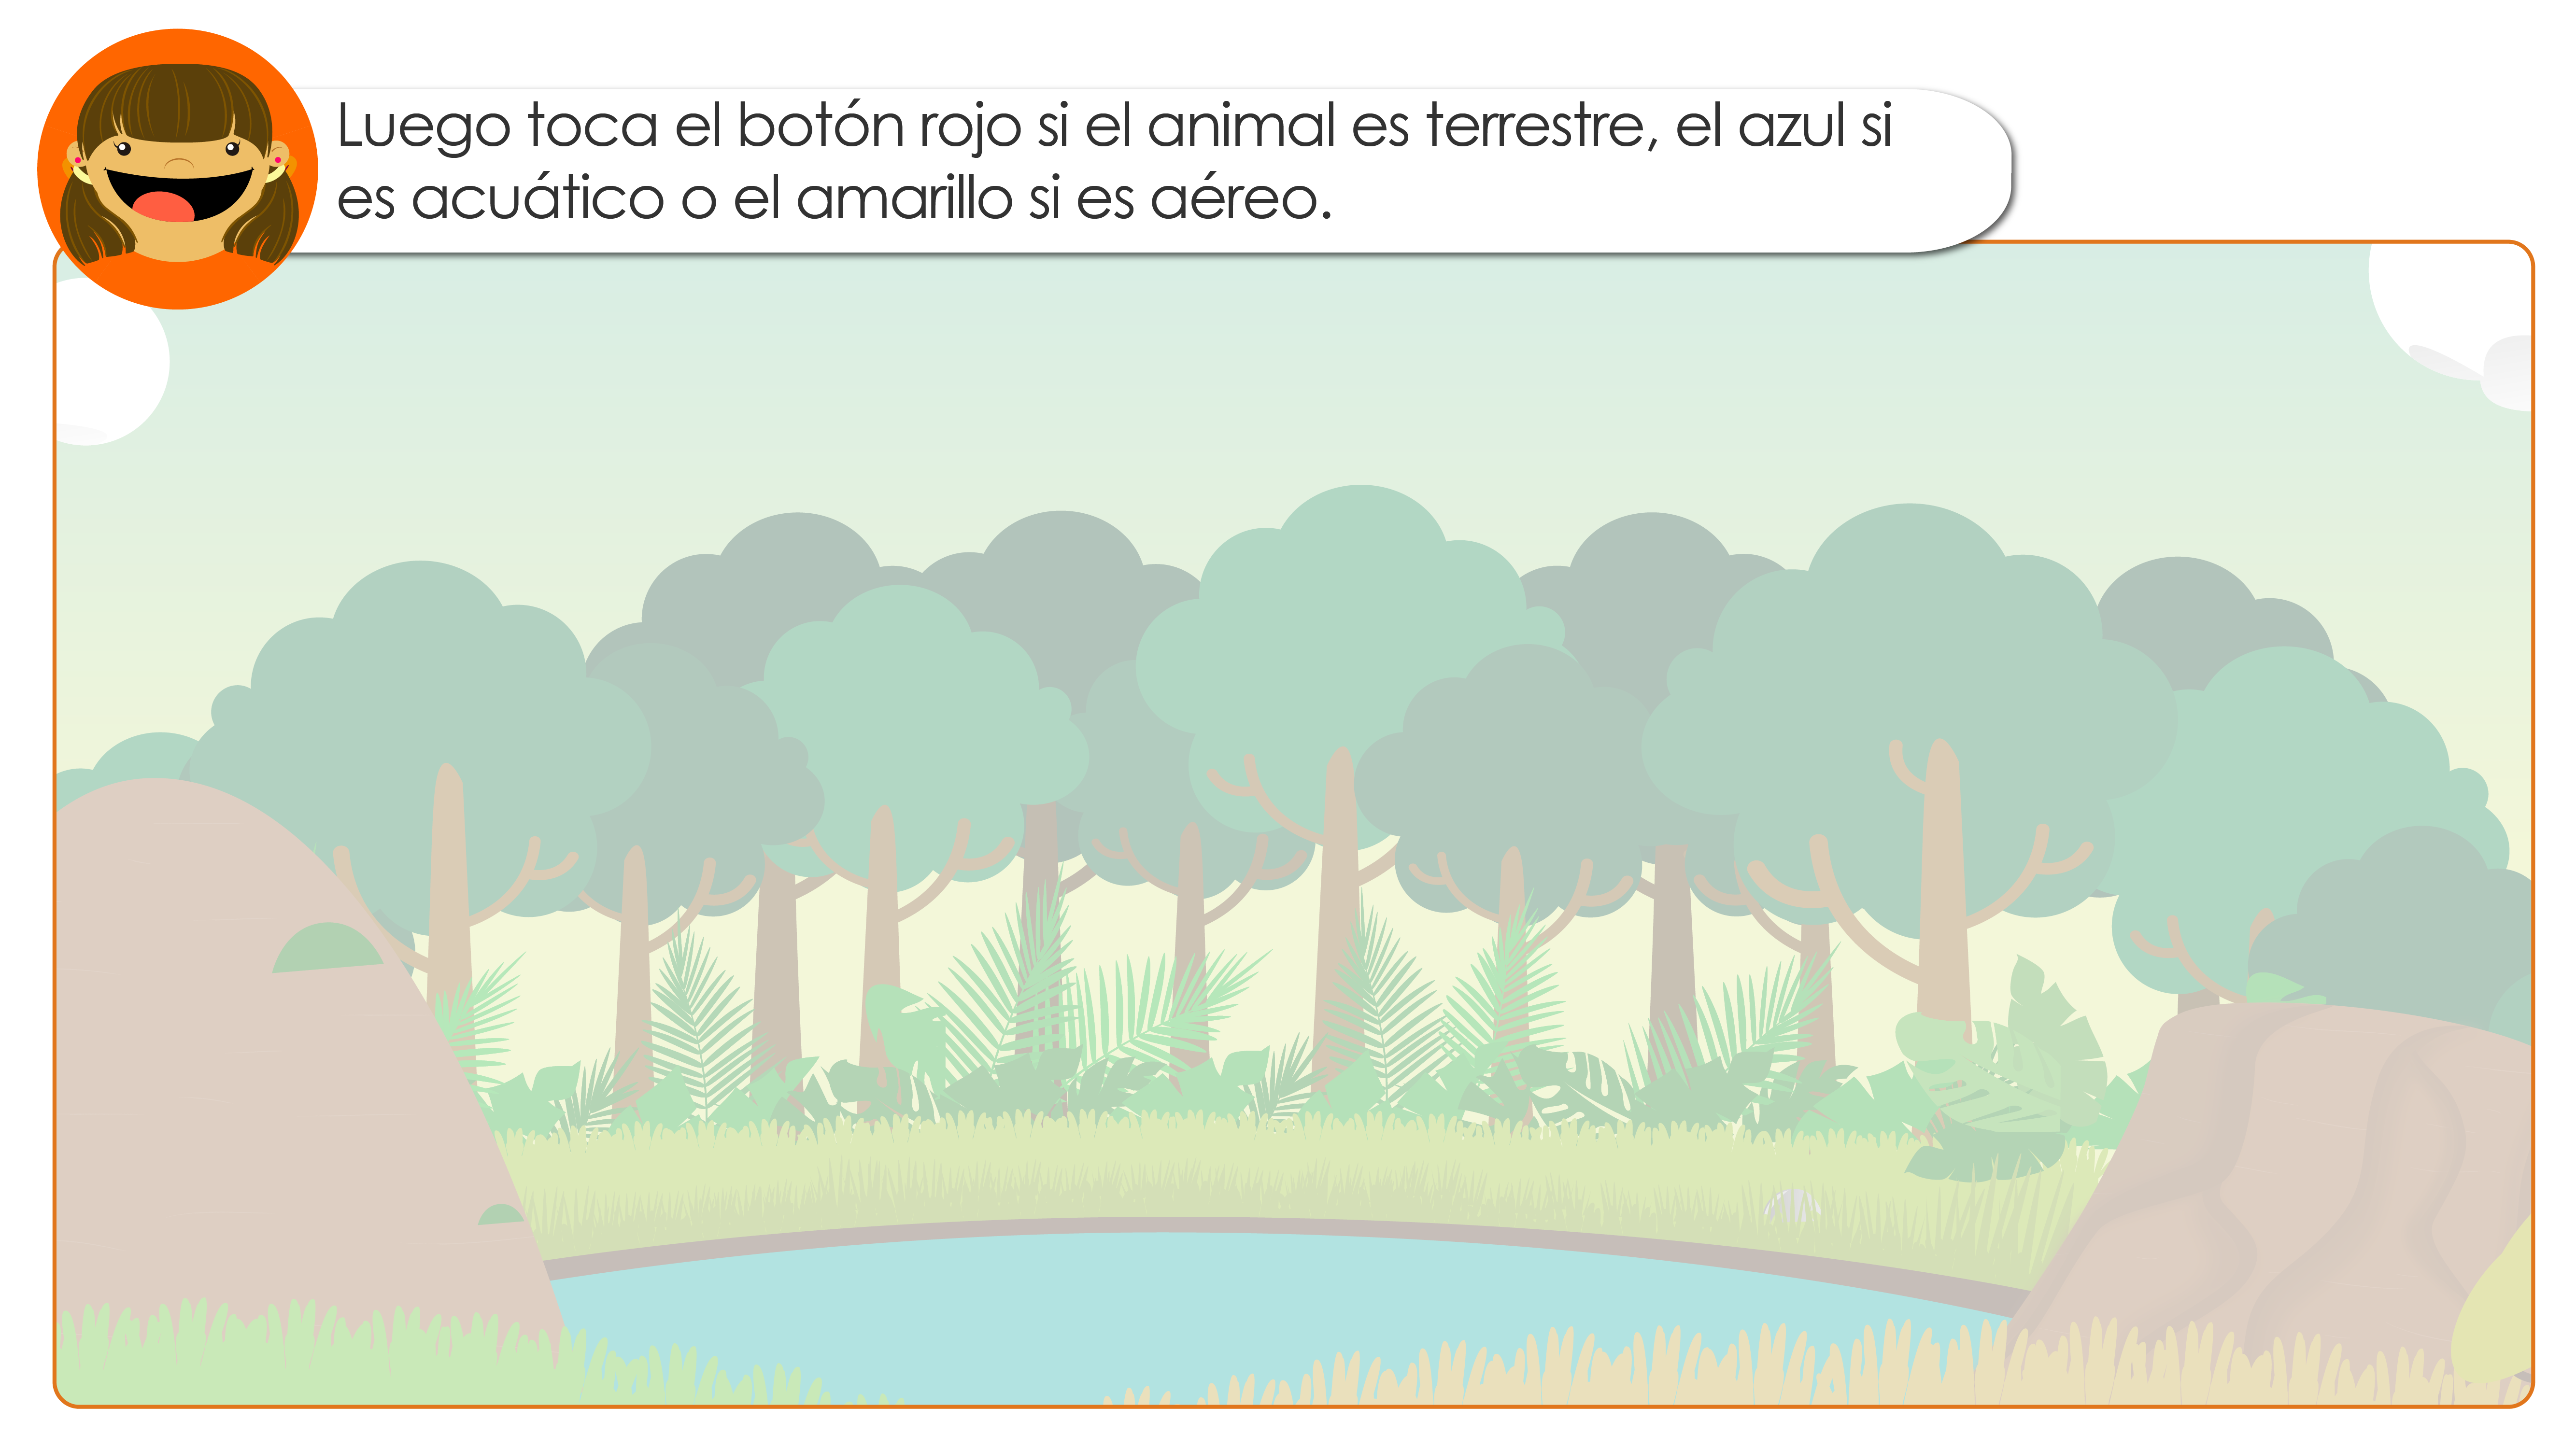 Luego toca el botón rojo si el animal es terrestre, el azul si
es acuático o el amarillo si es aéreo.